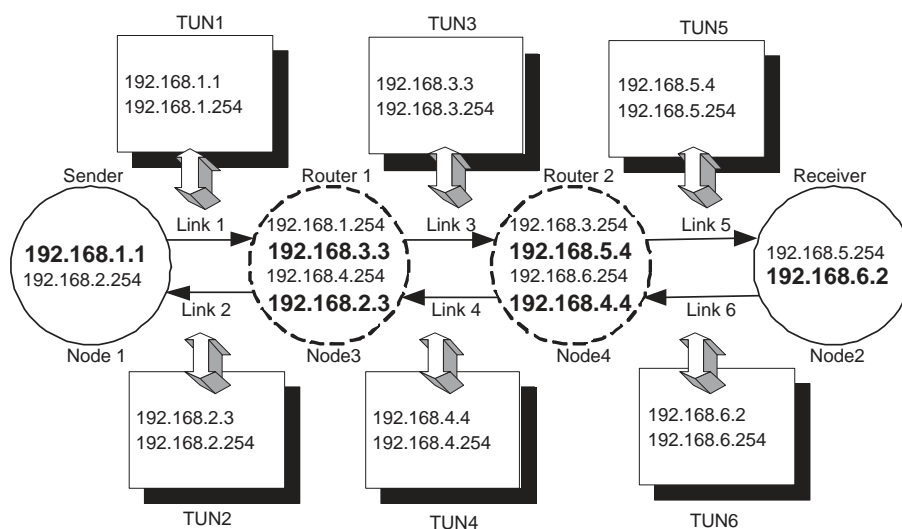 TUN1
TUN3
TUN5
192.168.1.1
192.168.1.254
192.168.3.3
192.168.3.254
192.168.5.4
192.168.5.254
Sender
Router 1
Router 2
Receiver
Link 1
Link 3
Link 5
192.168.1.1
192.168.2.254
192.168.1.254
192.168.3.3
192.168.4.254
192.168.2.3
192.168.3.254
192.168.5.4
192.168.6.254
192.168.4.4
192.168.5.254
192.168.6.2
Link 2
Link 4
Link 6
Node 1
Node3
Node4
Node2
192.168.2.3
192.168.2.254
192.168.4.4
192.168.4.254
192.168.6.2
192.168.6.254
TUN2
TUN4
TUN6